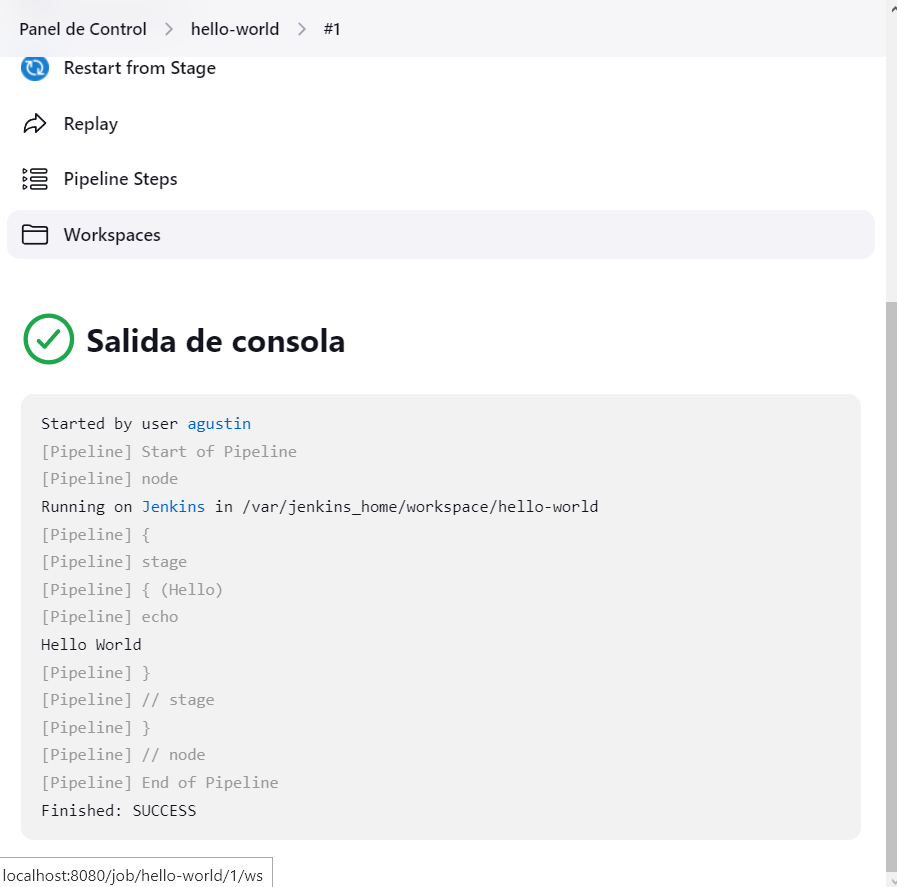 Panel de Control > hello-world > #1
Restart from Stage
Replay
Pipeline Steps
Workspaces
Salida de consola
Started by user agustin
[Pipeline] Start of Pipeline
[Pipeline] node
Running on Jenkins in /var/jenkins_home/workspace/hello-world
[Pipeline] {
[Pipeline] stage
[Pipeline] { (Hello)
[Pipeline] echo
Hello World
[Pipeline] }
[Pipeline] // stage
[Pipeline] }
[Pipeline] // node
[Pipeline] End of Pipeline
Finished: SUCCESS
localhost:8080/job/hello-world/1/ws